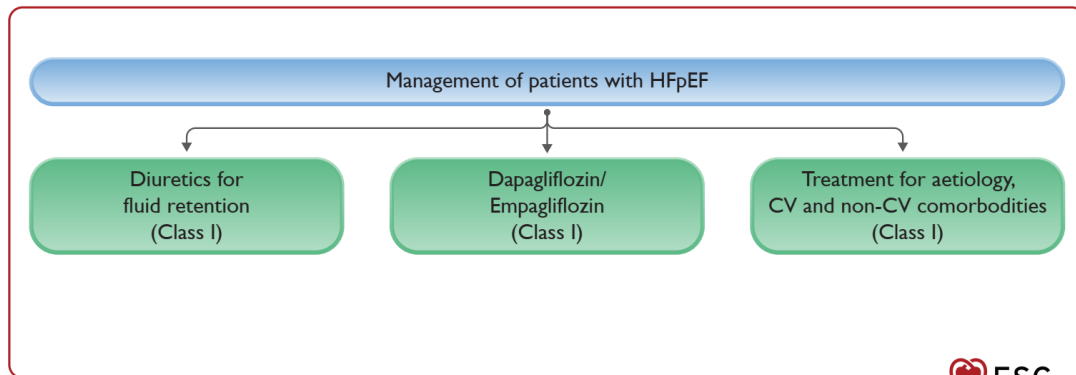 Management of patients with HFpEF
Diuretics for
fluid retention
(Class I)
Dapagliflozin/
Empagliflozin
(Class I)
Treatment for aetiology,
CV and non-CV comorbodities
(Class I)
ESC